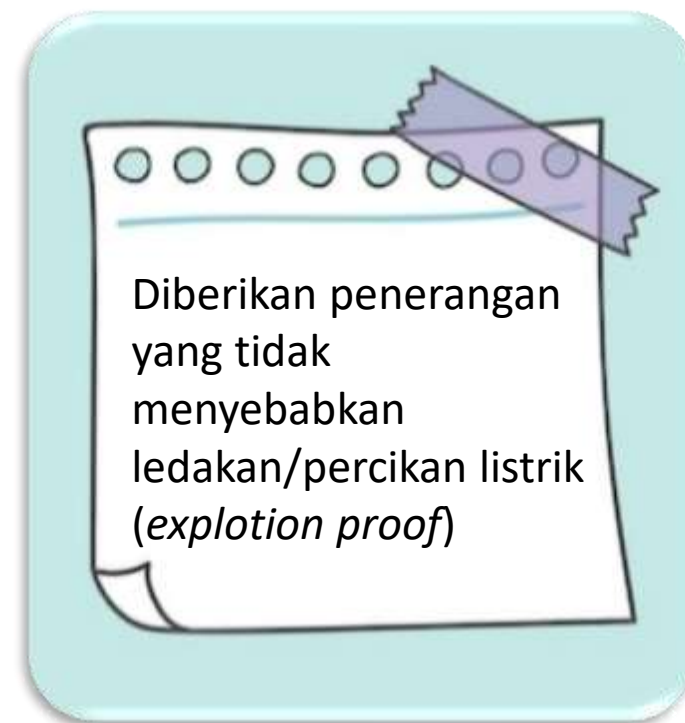 Diberikan penerangan
yang tidak
menyebabkan
ledakan/percikan listrik
(explotion proof)